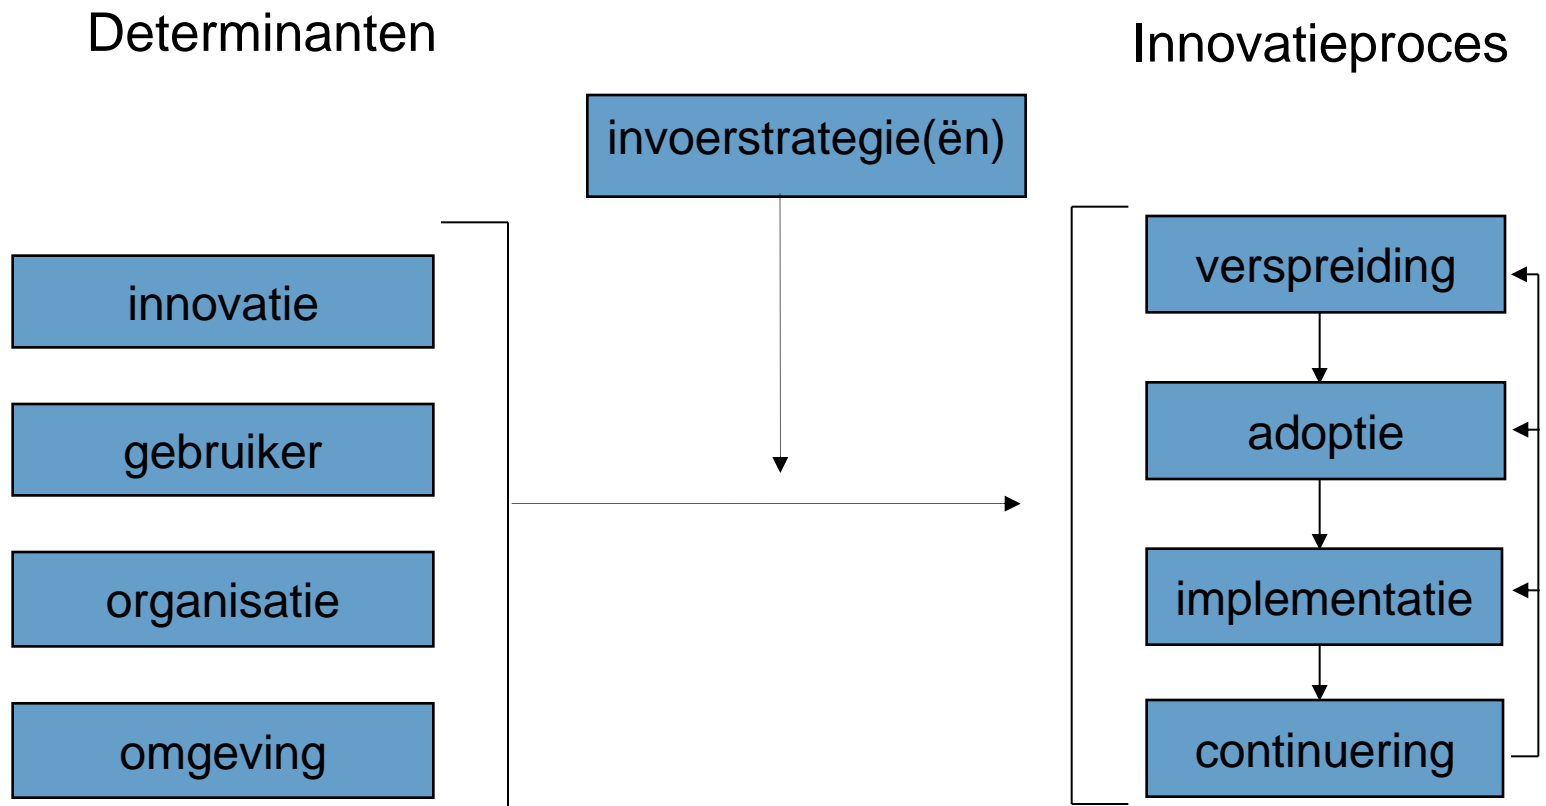 Determinanten
Innovatieproces
invoerstrategie(ën)
innovatie
gebruiker
organisatie
omgeving
verspreiding
adoptie
implementatie
continuering